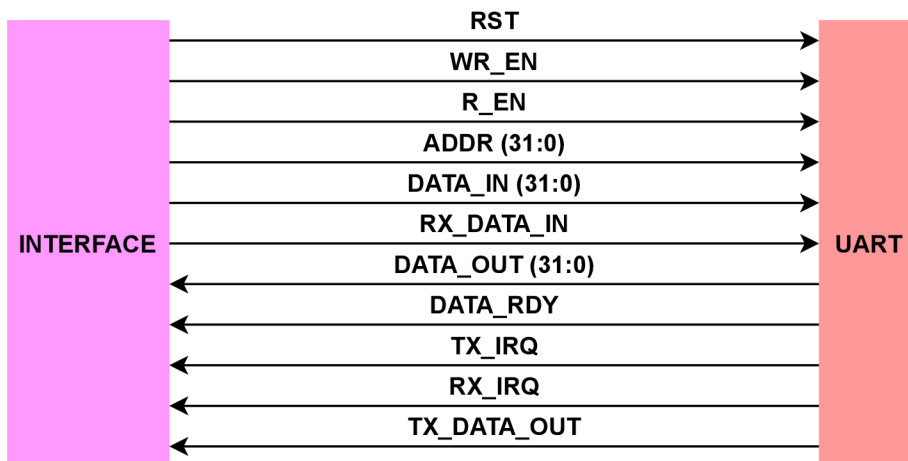 RST
WR_EN
R_EN
ADDR (31:0)
DATA_IN (31:0)
RX_DATA_IN
INTERFACE
UART
DATA_OUT (31:0)
DATA_RDY
TX_IRQ
RX_IRQ
TX_DATA_OUT